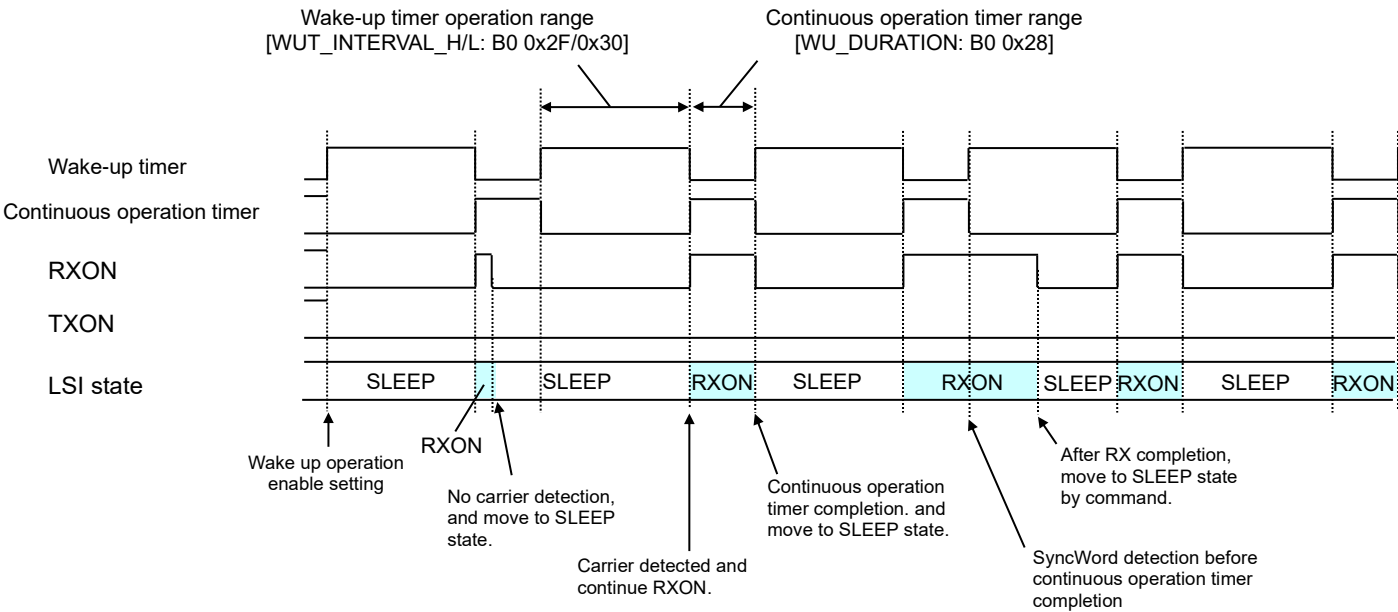 Wake-up timer operation range
[WUT_INTERVAL_H/L: B0 0x2F/0x30]
Continuous operation timer range
[WU_DURATION: B0 0x28]
Wake-up timer
Continuous operation timer
RXON
TXON
LSI state
SLEEP
SLEEP
RXON
SLEEP
RXON
SLEEP
RXON
SLEEP
RXON
RXON
Wake up operation
enable setting
No carrier detection,
and move to SLEEP
state.
Carrier detected and
continue RXON.
Continuous operation
timer completion. and
move to SLEEP state.
After RX completion,
move to SLEEP state
by command.
SyncWord detection before
continuous operation timer
completion